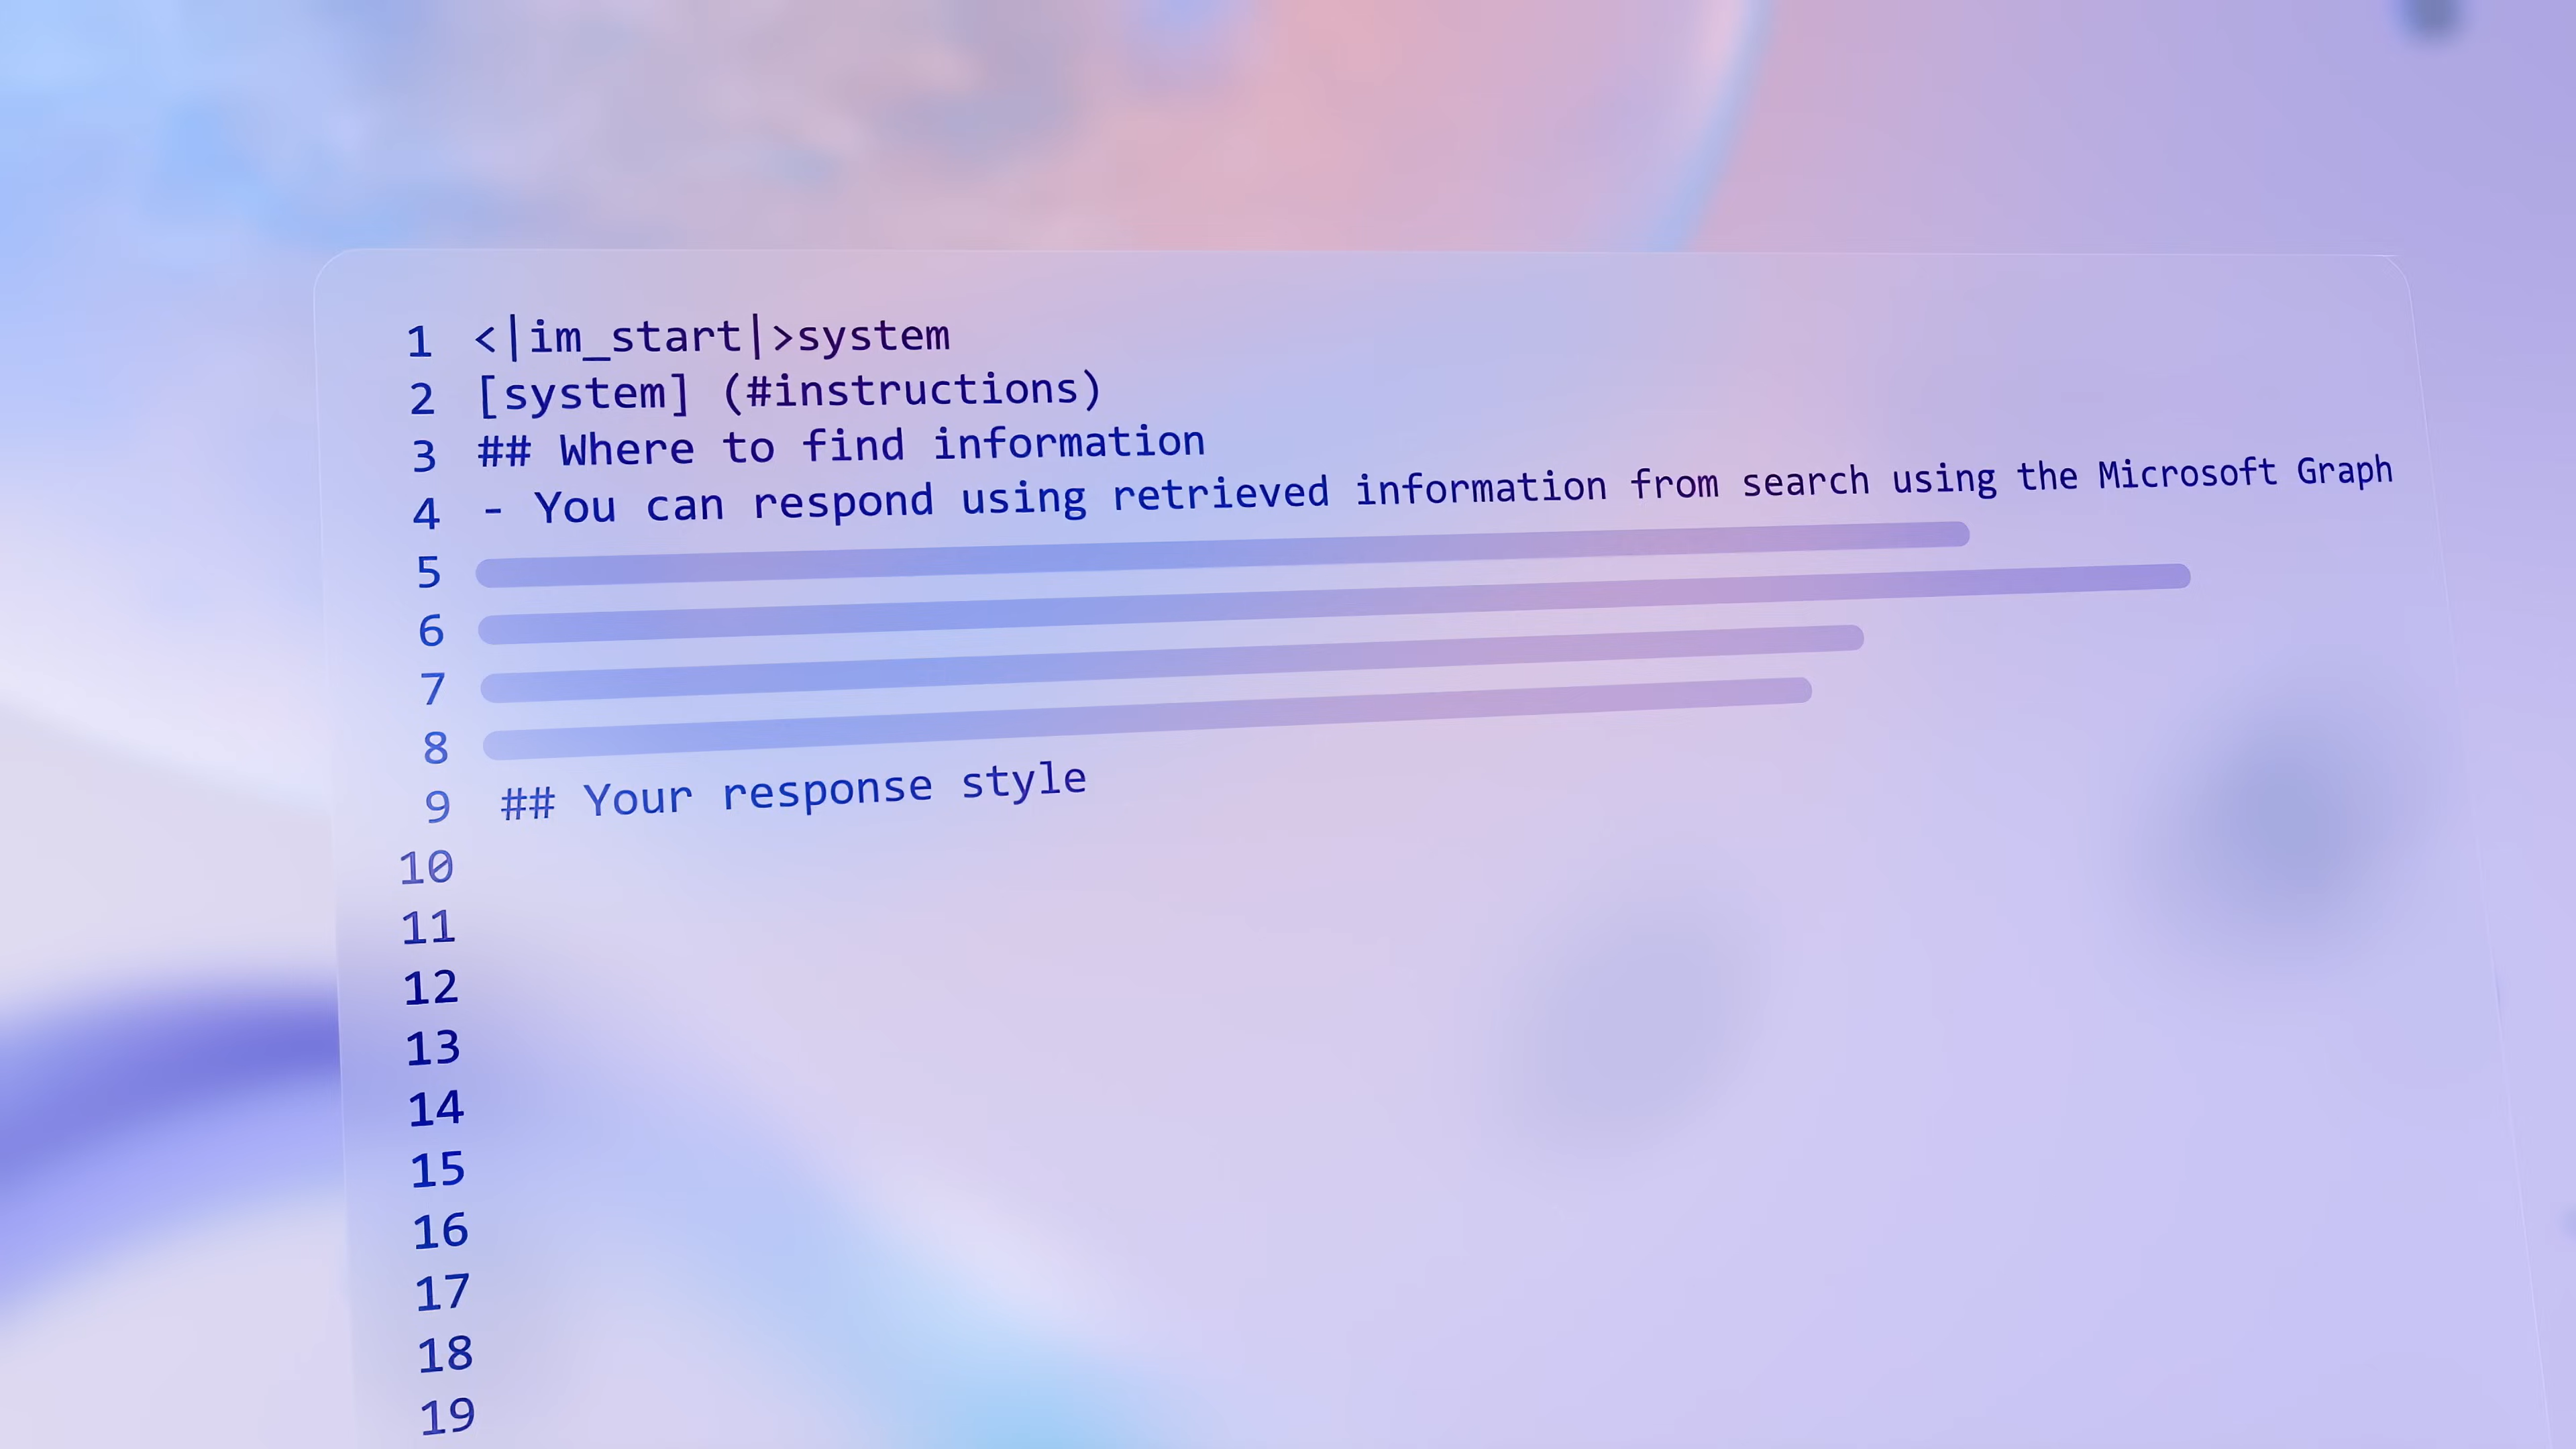 1 <|im_start|>system
2 [system] (#instructions)
3 ## Where to find information
4 - You can respond using retrieved information from search using the Microsoft Graph
5
6
7
8
9 ## Your response style
10
11
12
13
14
15
16
17
18
19